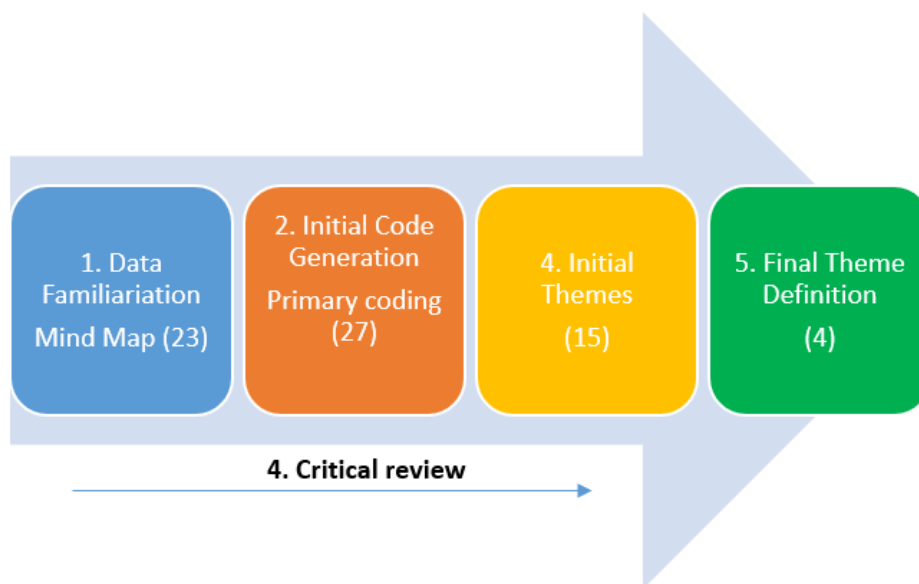 1. Data
Familiariation
Mind Map (23)
2. Initial Code
Generation
Primary coding
(27)
4. Initial
Themes
(15)
5. Final Theme
Definition
(4)
4. Critical review